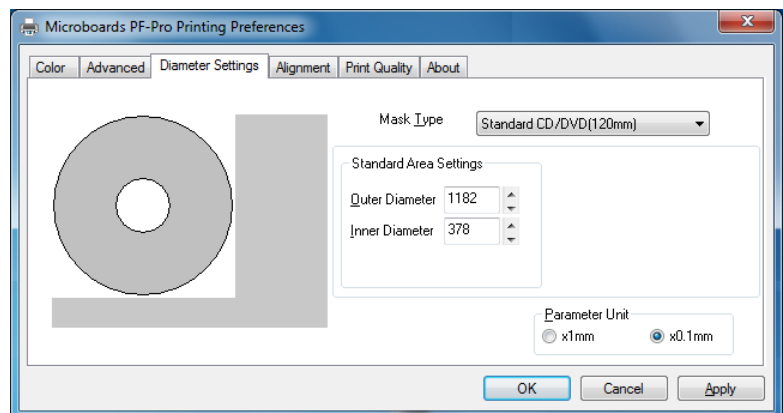 Microboards PF-Pro Printing Preferences
Color Advanced Diameter Settings Alignment Print Quality About
Mask Type Standard CD/DVD(120mm)
Standard Area Settings
Outer Diameter 1182
Inner Diameter 378
Parameter Unit
x1mm x0.1mm
OK Cancel Apply